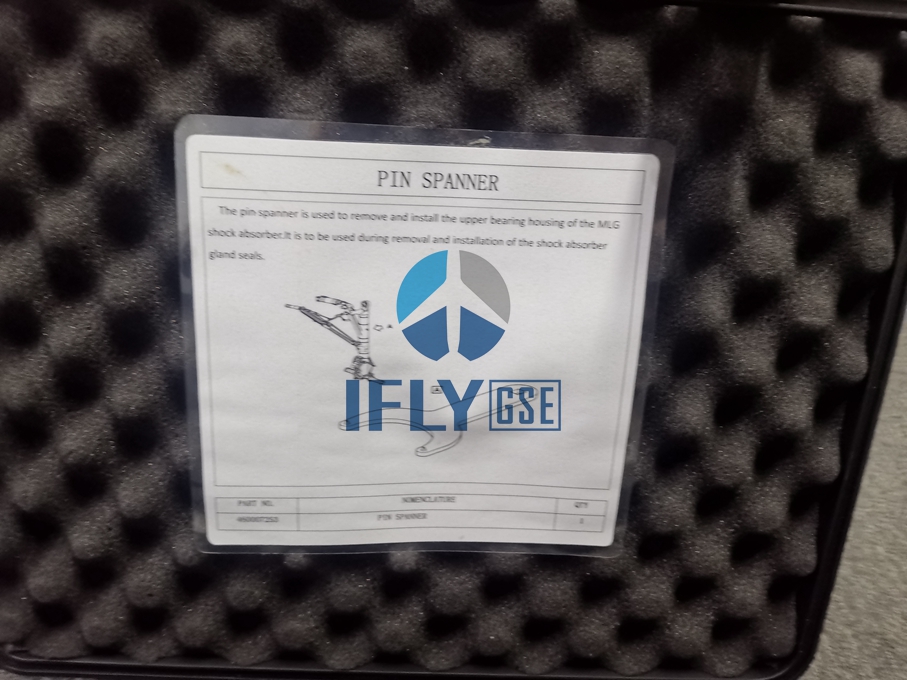 PIN SPANNER
The pin spanner is used to remove and install the upper bearing housing of the MLG
shock absorber.It is to be used during removal and installation of the shock absorber
gland seals.
A
IFLY GSE
PART NO. NOMENCLATURE QTY
460007253 PIN SPANNER 1